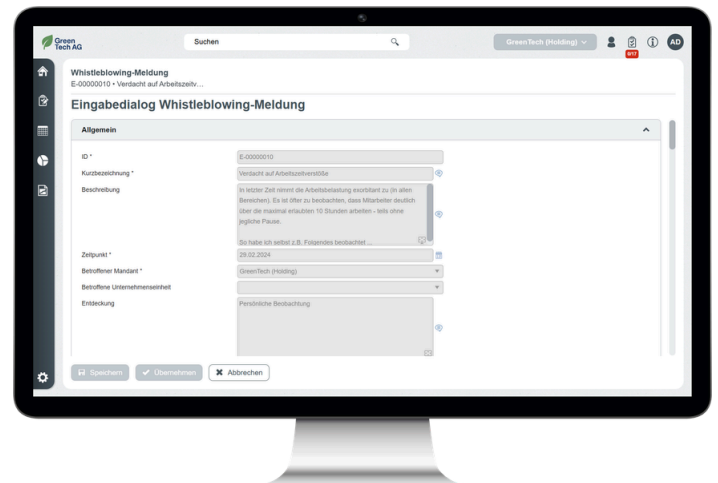 Green
Tech AG
Suchen
GreenTech (Holding)
0/17
AD
Whistleblowing-Meldung
E-00000010 • Verdacht auf Arbeitszeitv...
Eingabedialog Whistleblowing-Meldung
Allgemein
ID *
E-00000010
Kurzbezeichnung *
Verdacht auf Arbeitszeitverstöße
Beschreibung
In letzter Zeit nimmt die Arbeitsbelastung exorbitant zu (in allen
Bereichen). Es ist öfter zu beobachten, dass Mitarbeiter deutlich
über die maximal erlaubten 10 Stunden arbeiten - teils ohne
jegliche Pause.
So habe ich selbst z.B. Folgendes beobachtet ...
Zeitpunkt *
29.02.2024
Betroffener Mandant *
GreenTech (Holding)
Betroffene Unternehmenseinheit
Entdeckung
Persönliche Beobachtung
Speichern
Übernehmen
Abbrechen